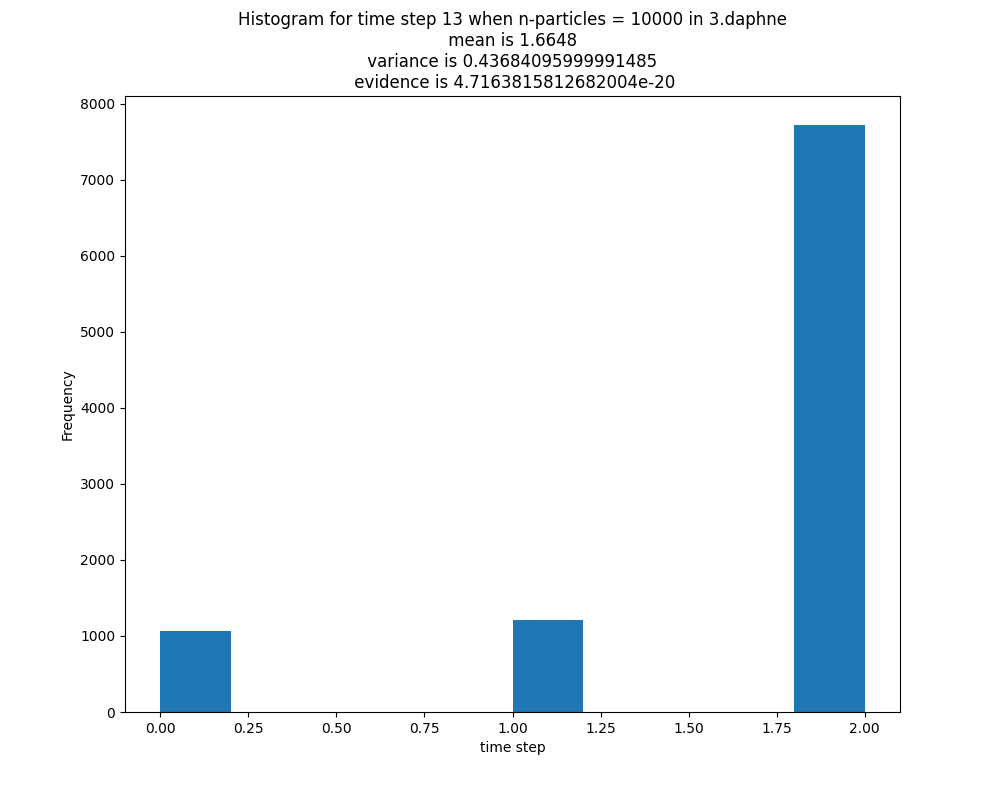 Histogram for time step 13 when n-particles = 10000 in 3.daphne
mean is 1.6648
variance is 0.43684095999991485
evidence is 4.7163815812682004e-20
8000
7000
6000
5000
4000
3000
2000
1000
0
Frequency
0.00 0.25 0.50 0.75 1.00 1.25 1.50 1.75 2.00
time step